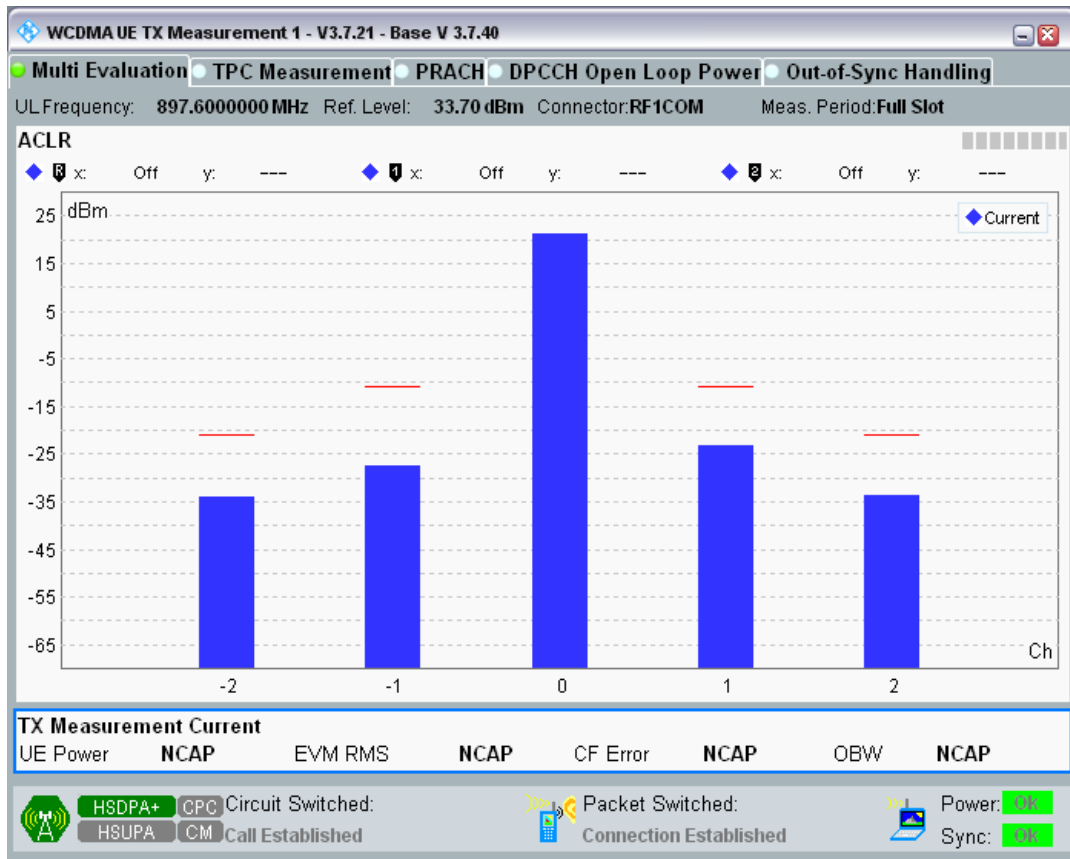 WCDMA UE TX Measurement 1 - V3.7.21 - Base V 3.7.40
Multi Evaluation TPC Measurement PRACH DPCCH Open Loop Power Out-of-Sync Handling
UL Frequency: 897.6000000 MHz Ref. Level: 33.70 dBm Connector:RF1COM Meas. Period:Full Slot
ACLR
R x: Off y: --- 1 x: Off y: --- 2 x: Off y: ---
dBm
Current
25
15
5
-5
-15
-25
-35
-45
-55
-65
Ch
-2 -1 0 1 2
TX Measurement Current
UE Power NCAP EVM RMS NCAP CF Error NCAP OBW NCAP
HSDPA+ CPC Circuit Switched: Packet Switched: Power: Ok
HSUPA CM Call Established Connection Established Sync: Ok